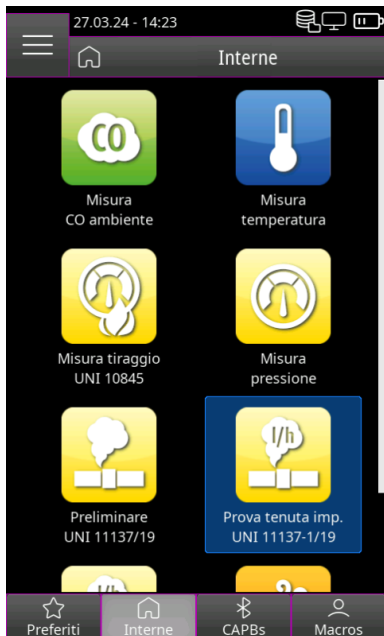 27.03.24 - 14:23
Interne
CO
Misura
CO ambiente
Misura
temperatura
Misura tiraggio
UNI 10845
Misura
pressione
l/h
Preliminare
UNI 11137/19
Prova tenuta imp.
UNI 11137-1/19
l/h
Preferiti
Interne
CAPBs
Macros